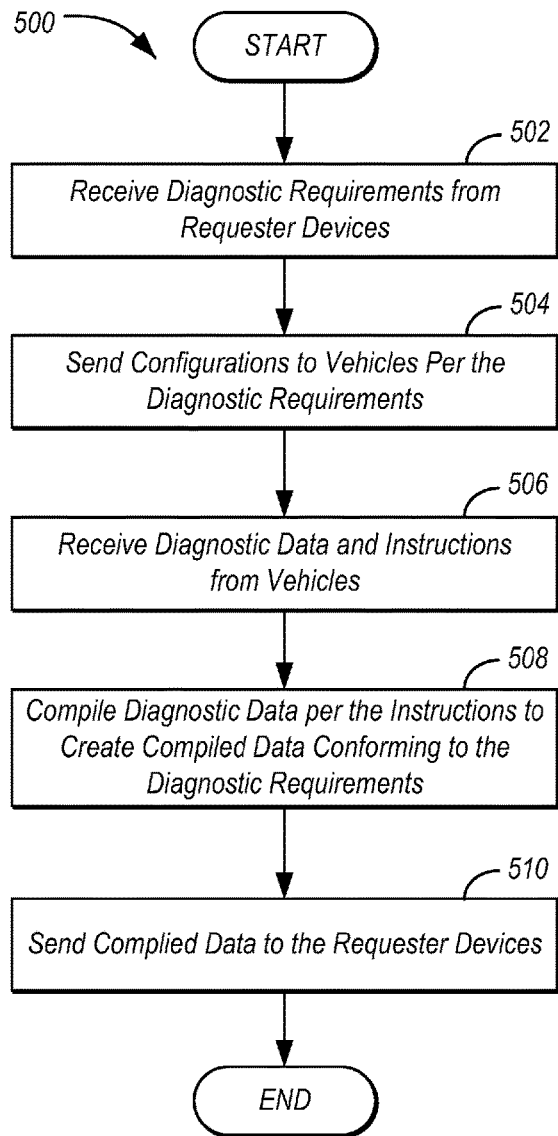 500
START
502
Receive Diagnostic Requirements from
Requester Devices
504
Send Configurations to Vehicles Per the
Diagnostic Requirements
506
Receive Diagnostic Data and Instructions
from Vehicles
508
Compile Diagnostic Data per the Instructions to
Create Compiled Data Conforming to the
Diagnostic Requirements
510
Send Complied Data to the Requester Devices
END